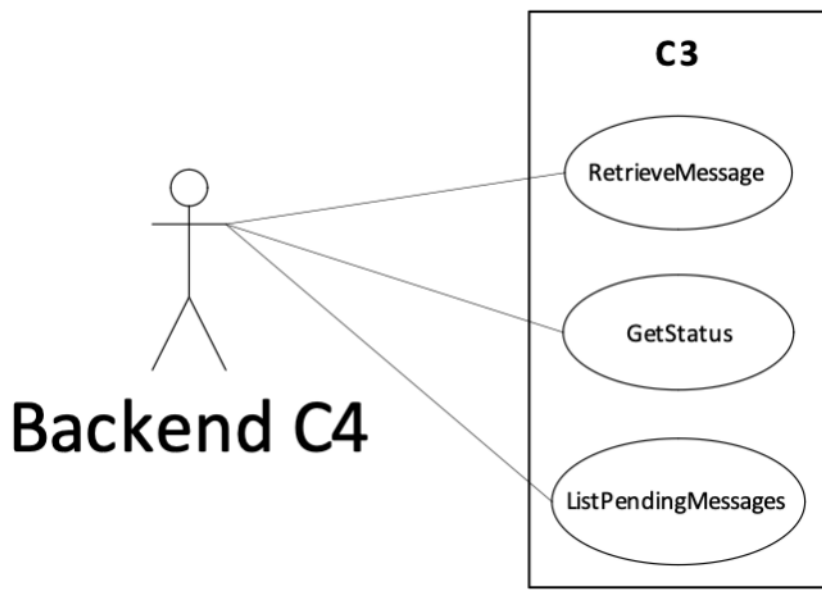 C3
RetrieveMessage
GetStatus
Backend C4
ListPendingMessages